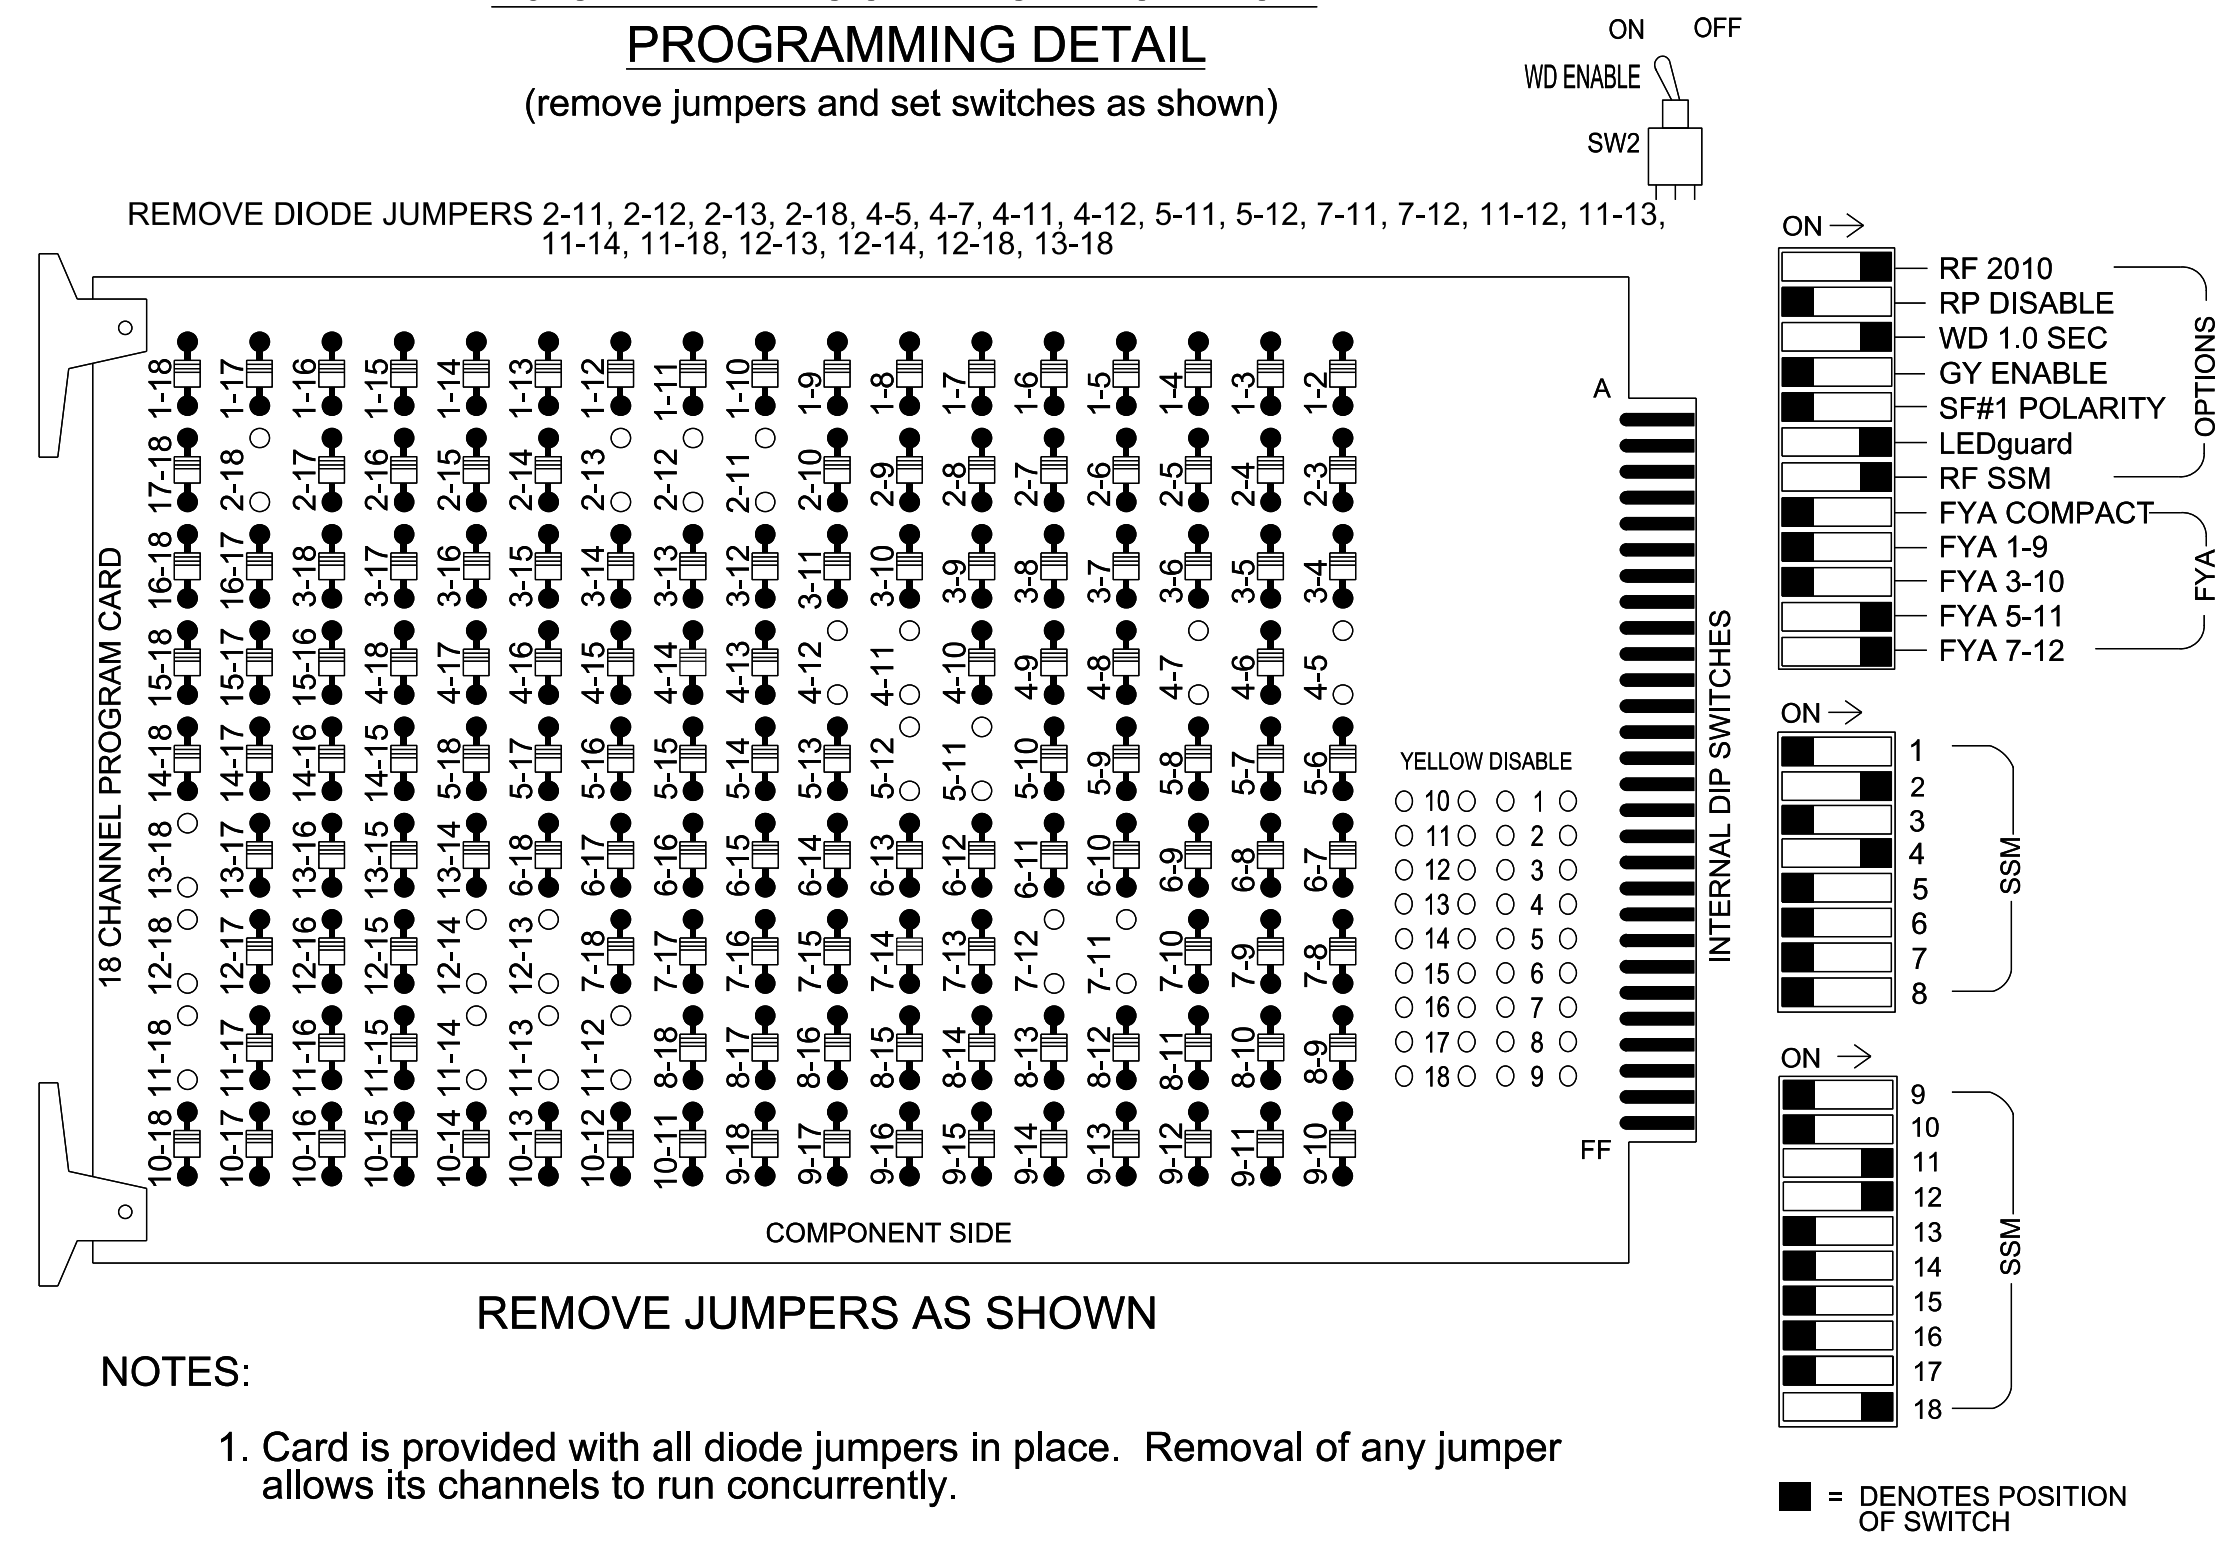 PROGRAMMING DETAIL
(remove jumpers and set switches as shown)
ON OFF
WD ENABLE
SW2
REMOVE DIODE JUMPERS 2-11, 2-12, 2-13, 2-18, 4-5, 4-7, 4-11, 4-12, 5-11, 5-12, 7-11, 7-12, 11-12, 11-13,
11-14, 11-18, 12-13, 12-14, 12-18, 13-18
18 CHANNEL PROGRAM CARD
1-18 1-17 1-16 1-15 1-14 1-13 1-12 1-11 1-10 1-9 1-8 1-7 1-6 1-5 1-4 1-3 1-2
17-18 2-18 2-17 2-16 2-15 2-14 2-13 2-12 2-11 2-10 2-9 2-8 2-7 2-6 2-5 2-4 2-3
16-18 16-17 3-18 3-17 3-16 3-15 3-14 3-13 3-12 3-11 3-10 3-9 3-8 3-7 3-6 3-5 3-4
15-18 15-17 15-16 4-18 4-17 4-16 4-15 4-14 4-13 4-12 4-11 4-10 4-9 4-8 4-7 4-6 4-5
14-18 14-17 14-16 14-15 5-18 5-17 5-16 5-15 5-14 5-13 5-12 5-11 5-10 5-9 5-8 5-7 5-6
13-18 13-17 13-16 13-15 13-14 6-18 6-17 6-16 6-15 6-14 6-13 6-12 6-11 6-10 6-9 6-8 6-7
12-18 12-17 12-16 12-15 12-14 12-13 7-18 7-17 7-16 7-15 7-14 7-13 7-12 7-11 7-10 7-9 7-8
11-18 11-17 11-16 11-15 11-14 11-13 11-12 8-18 8-17 8-16 8-15 8-14 8-13 8-12 8-11 8-10 8-9
10-18 10-17 10-16 10-15 10-14 10-13 10-12 10-11 9-18 9-17 9-16 9-15 9-14 9-13 9-12 9-11 9-10
YELLOW DISABLE
10 1
11 2
12 3
13 4
14 5
15 6
16 7
17 8
18 9
A
FF
COMPONENT SIDE
INTERNAL DIP SWITCHES
ON
RF 2010
RP DISABLE
WD 1.0 SEC
GY ENABLE
SF#1 POLARITY
LEDguard
RF SSM
OPTIONS
FYA COMPACT
FYA 1-9
FYA 3-10
FYA 5-11
FYA 7-12
FYA
ON
1
2
3
4
5
6
7
8
SSM
ON
9
10
11
12
13
14
15
16
17
18
SSM
REMOVE JUMPERS AS SHOWN
NOTES:
1. Card is provided with all diode jumpers in place. Removal of any jumper
allows its channels to run concurrently.
= DENOTES POSITION
OF SWITCH